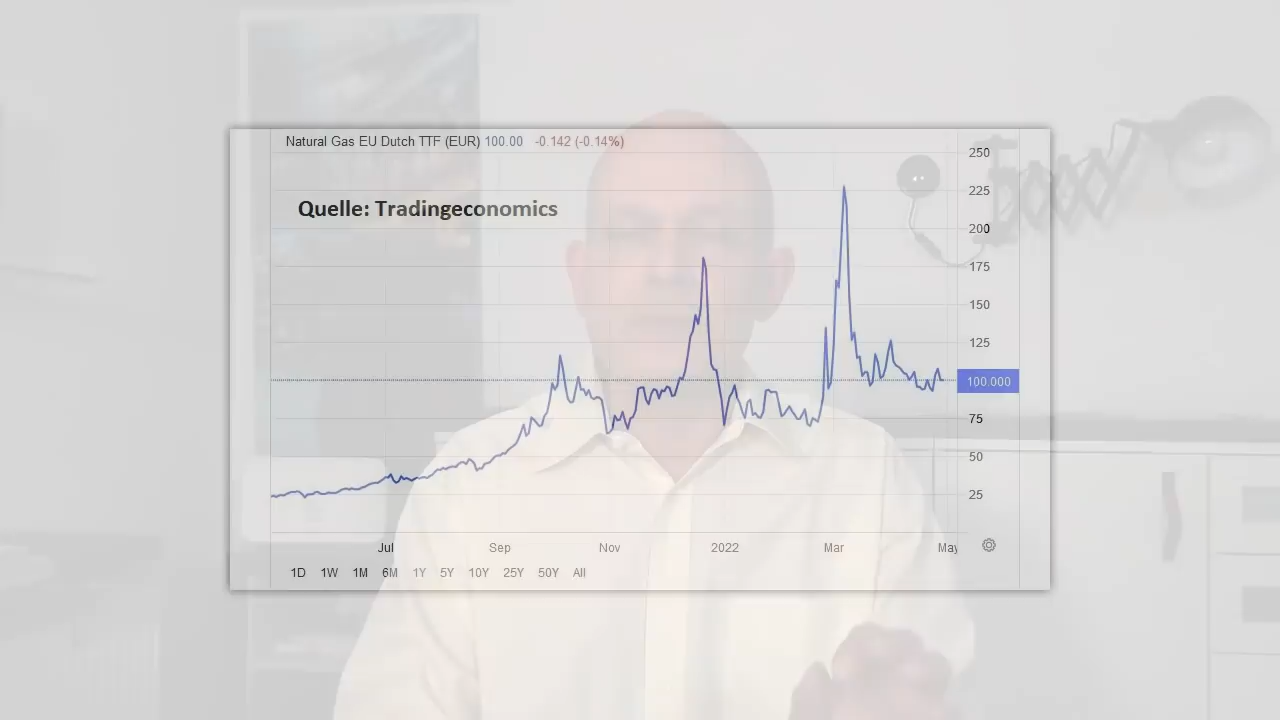 Natural Gas EU Dutch TTF (EUR) 100.00 -0.142 (-0.14%)
Quelle: Tradingeconomics
250
225
200
175
150
125
100.000
75
50
25
Jul Sep Nov 2022 Mar May
1D 1W 1M 6M 1Y 5Y 10Y 25Y 50Y All